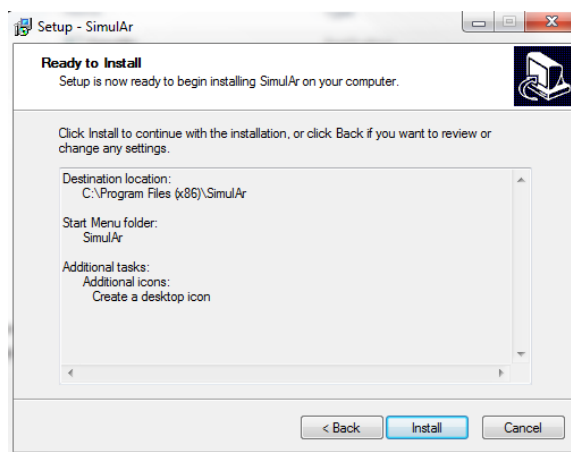 Setup - SimulAr
Ready to Install
Setup is now ready to begin installing SimulAr on your computer.
Click Install to continue with the installation, or click Back if you want to review or
change any settings.
Destination location:
C:\Program Files (x86)\SimulAr
Start Menu folder:
SimulAr
Additional tasks:
Additional icons:
Create a desktop icon
< Back
Install
Cancel